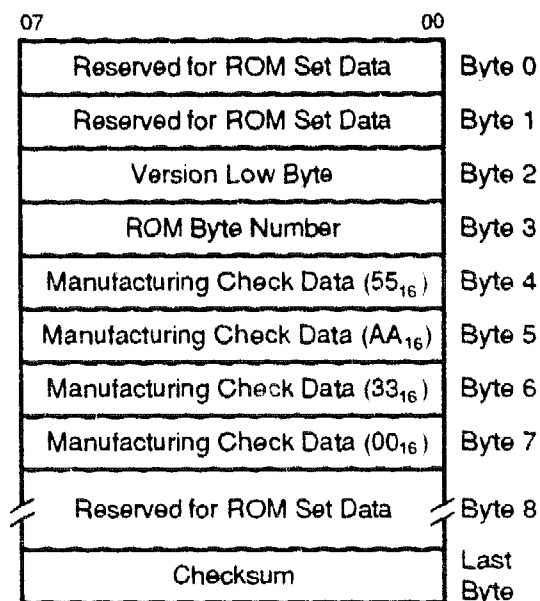 07 00
Reserved for ROM Set Data Byte 0
Reserved for ROM Set Data Byte 1
Version Low Byte Byte 2
ROM Byte Number Byte 3
Manufacturing Check Data (55₁₆) Byte 4
Manufacturing Check Data (AA₁₆) Byte 5
Manufacturing Check Data (33₁₆) Byte 6
Manufacturing Check Data (00₁₆) Byte 7
Reserved for ROM Set Data Byte 8
Checksum Last
Byte